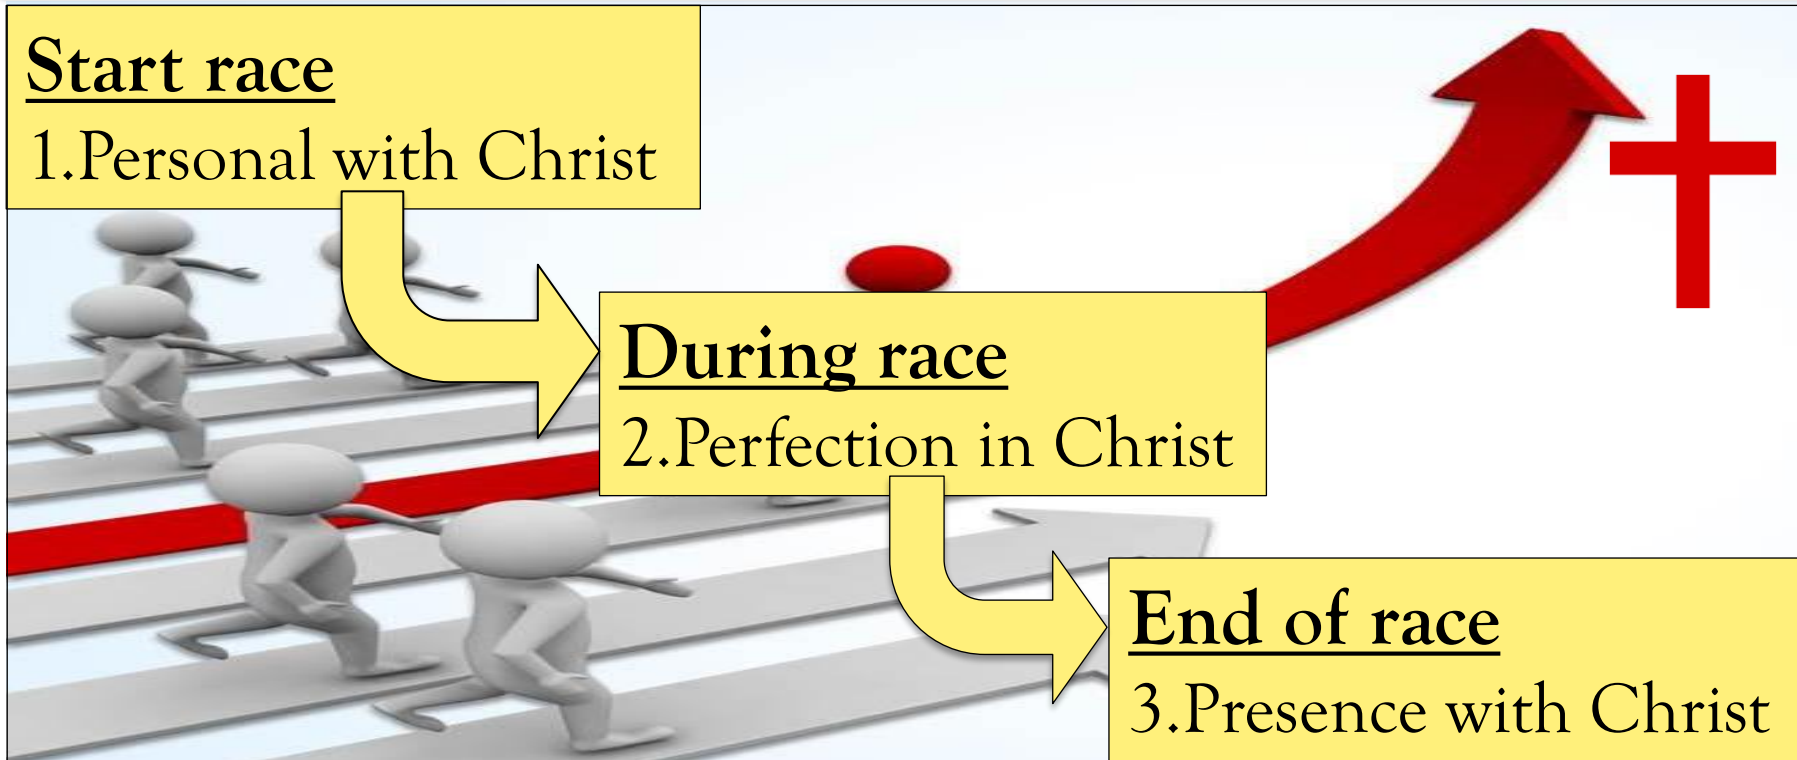 Start race
1.Personal with Christ
During race
2.Perfection in Christ
End of race
3.Presence with Christ